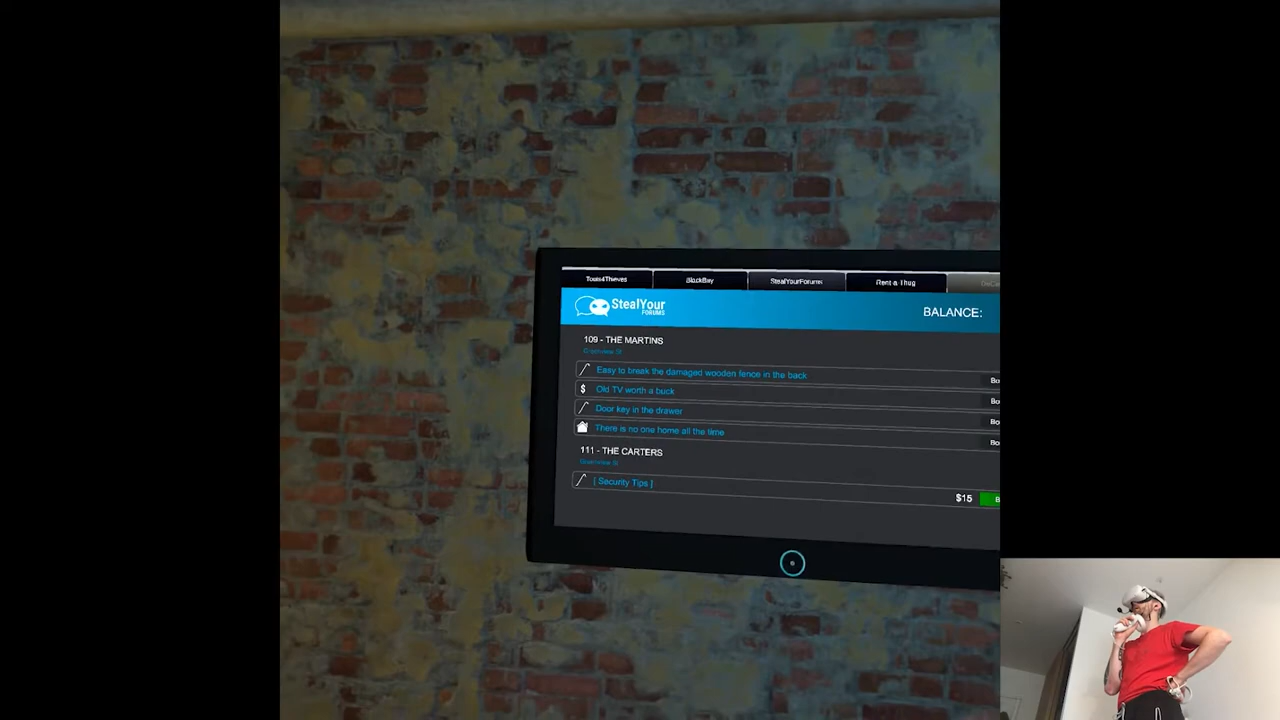 Tools4Thieves BlackBay StealYourForums Rent a Thug
StealYour
FORUMS
BALANCE:
109 - THE MARTINS
Easy to break the damaged wooden fence in the back
Old TV worth a buck
Door key in the drawer
There is no one home all the time
111 - THE CARTERS
[ Security Tips ]
$15